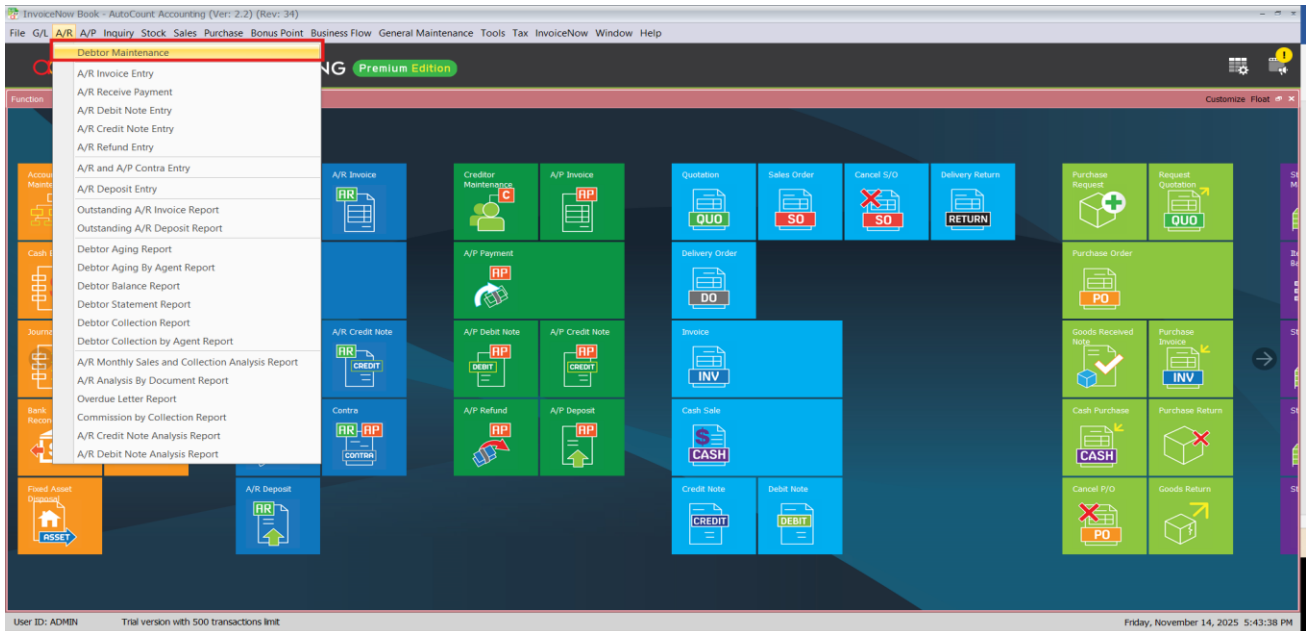 InvoiceNow Book - AutoCount Accounting (Ver: 2.2) (Rev: 34)
File G/L A/R A/P Inquiry Stock Sales Purchase Bonus Point Business Flow General Maintenance Tools Tax InvoiceNow Window Help
Debtor Maintenance
A/R Invoice Entry
A/R Receive Payment
A/R Debit Note Entry
A/R Credit Note Entry
A/R Refund Entry
A/R and A/P Contra Entry
A/R Deposit Entry
Outstanding A/R Invoice Report
Outstanding A/R Deposit Report
Debtor Aging Report
Debtor Aging By Agent Report
Debtor Balance Report
Debtor Statement Report
Debtor Collection Report
Debtor Collection by Agent Report
A/R Monthly Sales and Collection Analysis Report
A/R Analysis By Document Report
Overdue Letter Report
Commission by Collection Report
A/R Credit Note Analysis Report
A/R Debit Note Analysis Report
NG Premium Edition
Function
Customize Float
A/R Invoice
AR
Creditor
Maintenance
C
A/P Invoice
AP
Quotation
QUO
Sales Order
SO
Cancel S/O
SO
Delivery Return
RETURN
Purchase
Request
Request
Quotation
QUO
A/P Payment
AP
Delivery Order
DO
Purchase Order
PO
A/R Credit Note
AR
CREDIT
A/P Debit Note
AP
DEBIT
A/P Credit Note
AP
CREDIT
Invoice
INV
Goods Received
Note
Purchase
Invoice
INV
Bank
Recon
Contra
AR-AP
CONTRA
A/P Refund
AP
A/P Deposit
AP
Cash Sale
CASH
Cash Purchase
CASH
Purchase Return
Fixed Asset
Disposal
ASSET
A/R Deposit
AR
Credit Note
CREDIT
Debit Note
DEBIT
Cancel P/O
PO
Goods Return
User ID: ADMIN Trial version with 500 transactions limit Friday, November 14, 2025 5:43:38 PM